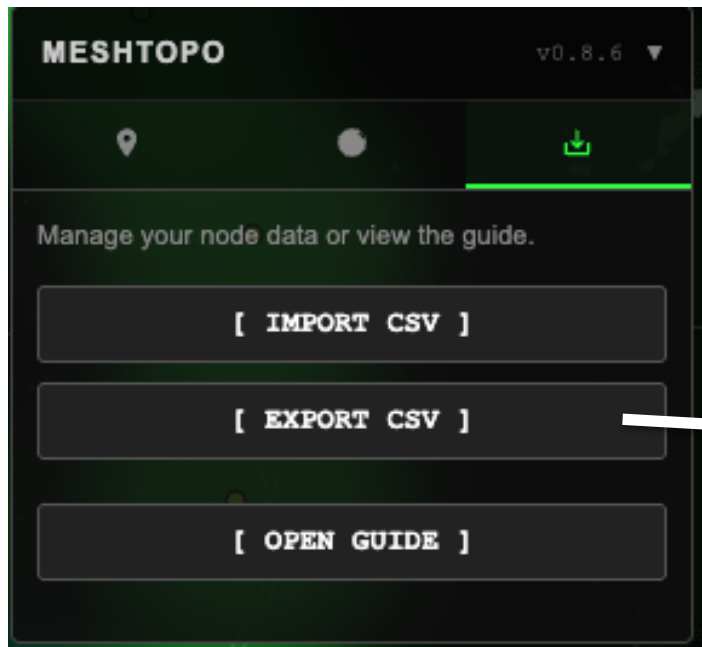 MESHTOPO v0.8.6 ▼
Manage your node data or view the guide.
[ IMPORT CSV ]
[ EXPORT CSV ]
[ OPEN GUIDE ]